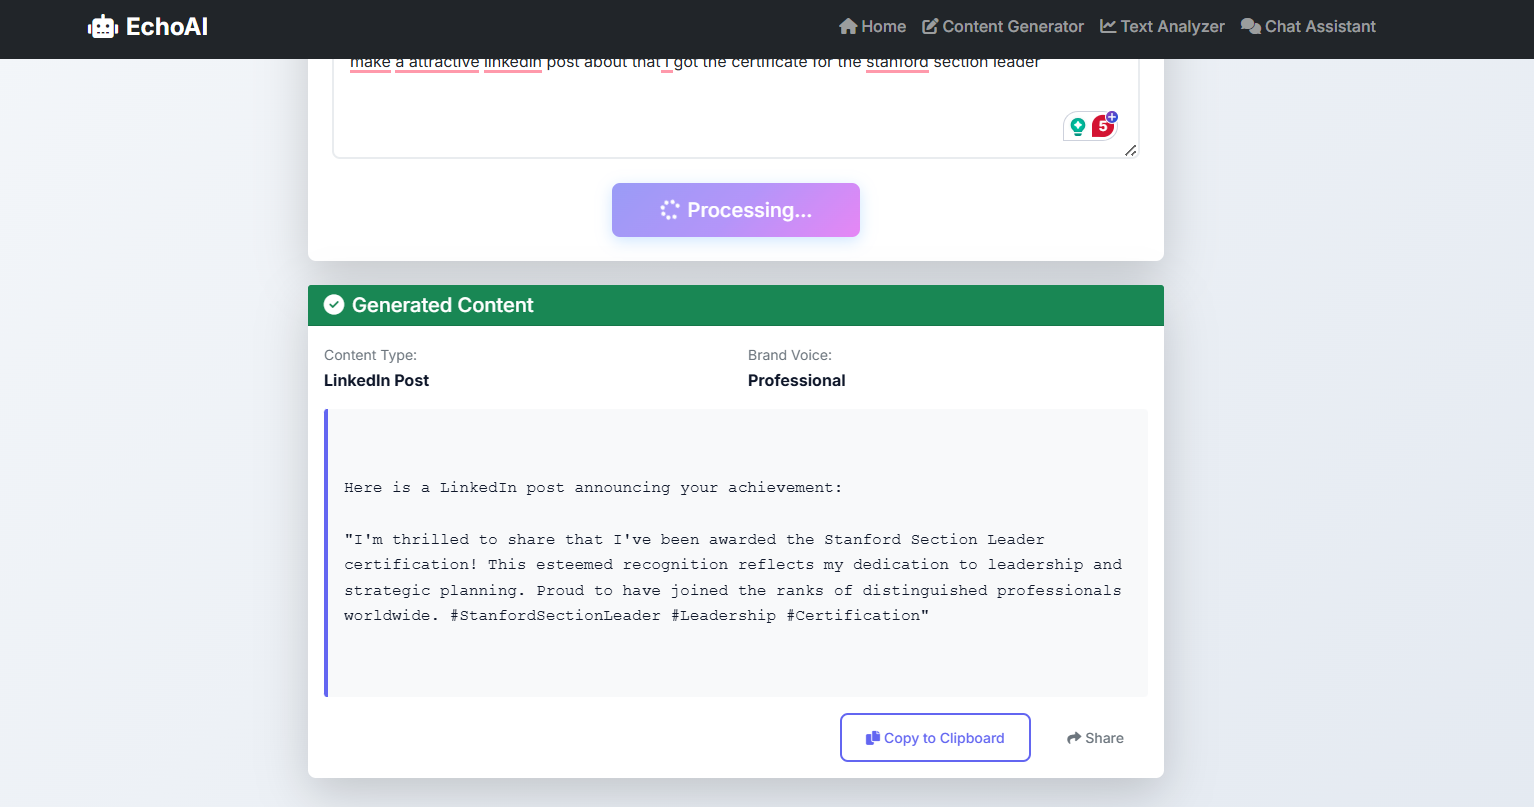 EchoAI
Home Content Generator Text Analyzer Chat Assistant
make a attractive linkedin post about that i got the certificate for the stanford section leader
5
Processing...
Generated Content
Content Type:
LinkedIn Post
Brand Voice:
Professional
Here is a LinkedIn post announcing your achievement:
"I'm thrilled to share that I've been awarded the Stanford Section Leader
certification! This esteemed recognition reflects my dedication to leadership and
strategic planning. Proud to have joined the ranks of distinguished professionals
worldwide. #StanfordSectionLeader #Leadership #Certification"
Copy to Clipboard
Share